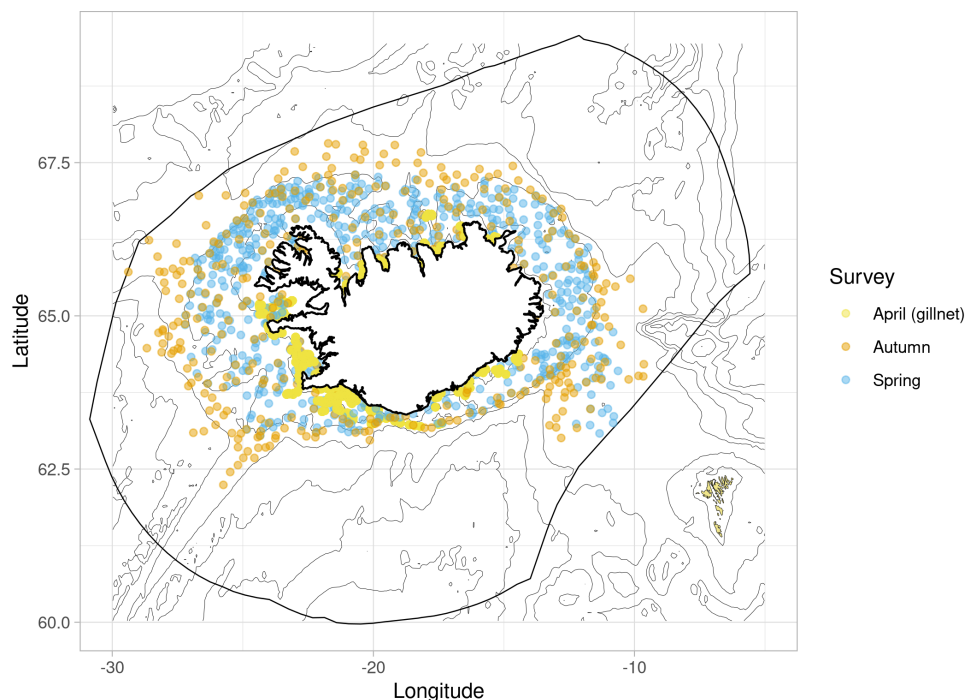 67.5
65.0
62.5
60.0
-30
-20
-10
Longitude
Latitude
Survey
April (gillnet)
Autumn
Spring